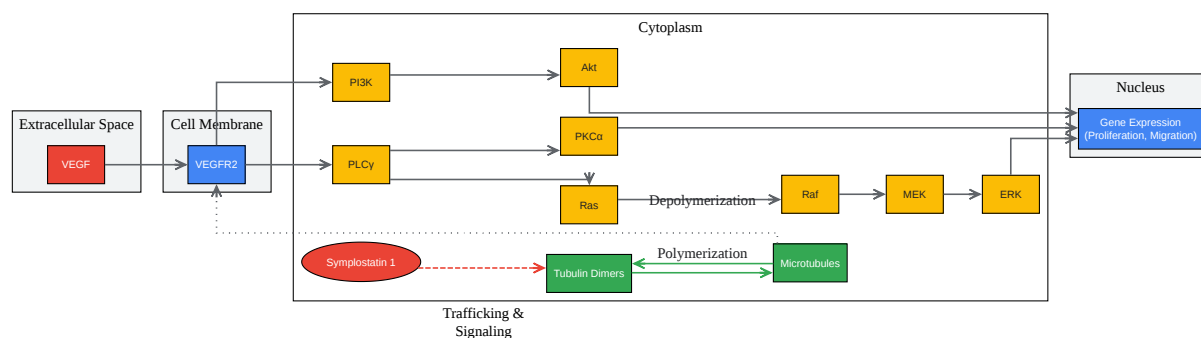 Cytoplasm
PI3K
Akt
Extracellular Space
VEGF
Cell Membrane
VEGFR2
PLCγ
PKCα
Nucleus
Gene Expression
(Proliferation, Migration)
Ras
Depolymerization
Raf
MEK
ERK
Symplostatin 1
Tubulin Dimers
Polymerization
Microtubules
Trafficking &
Signaling